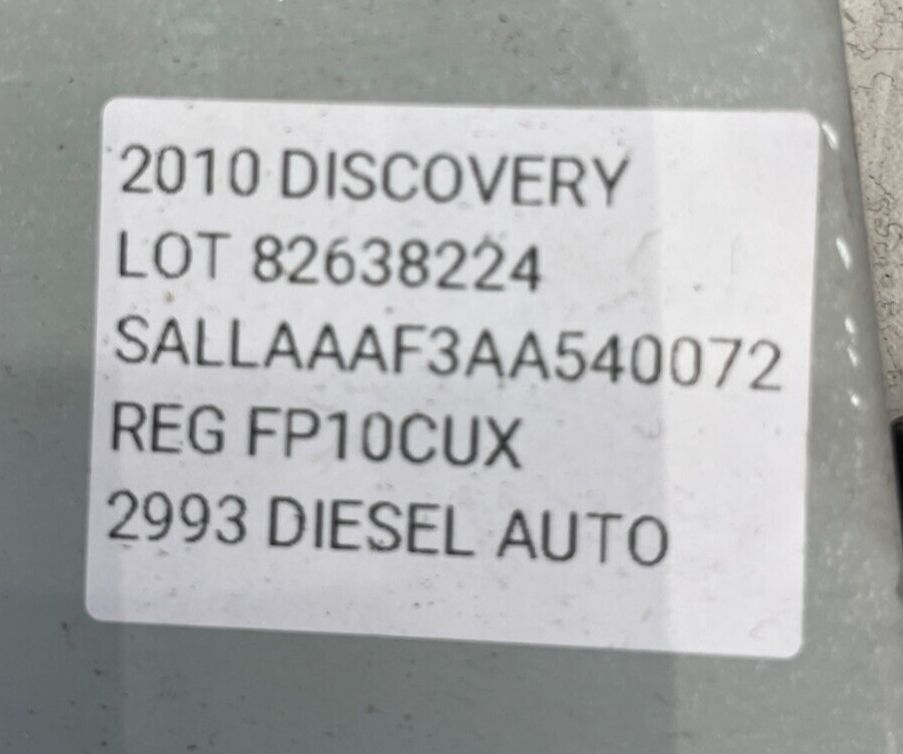 2010 DISCOVERY
LOT 82638224
SALLAAAF3AA540072
REG FP10CUX
2993 DIESEL AUTO